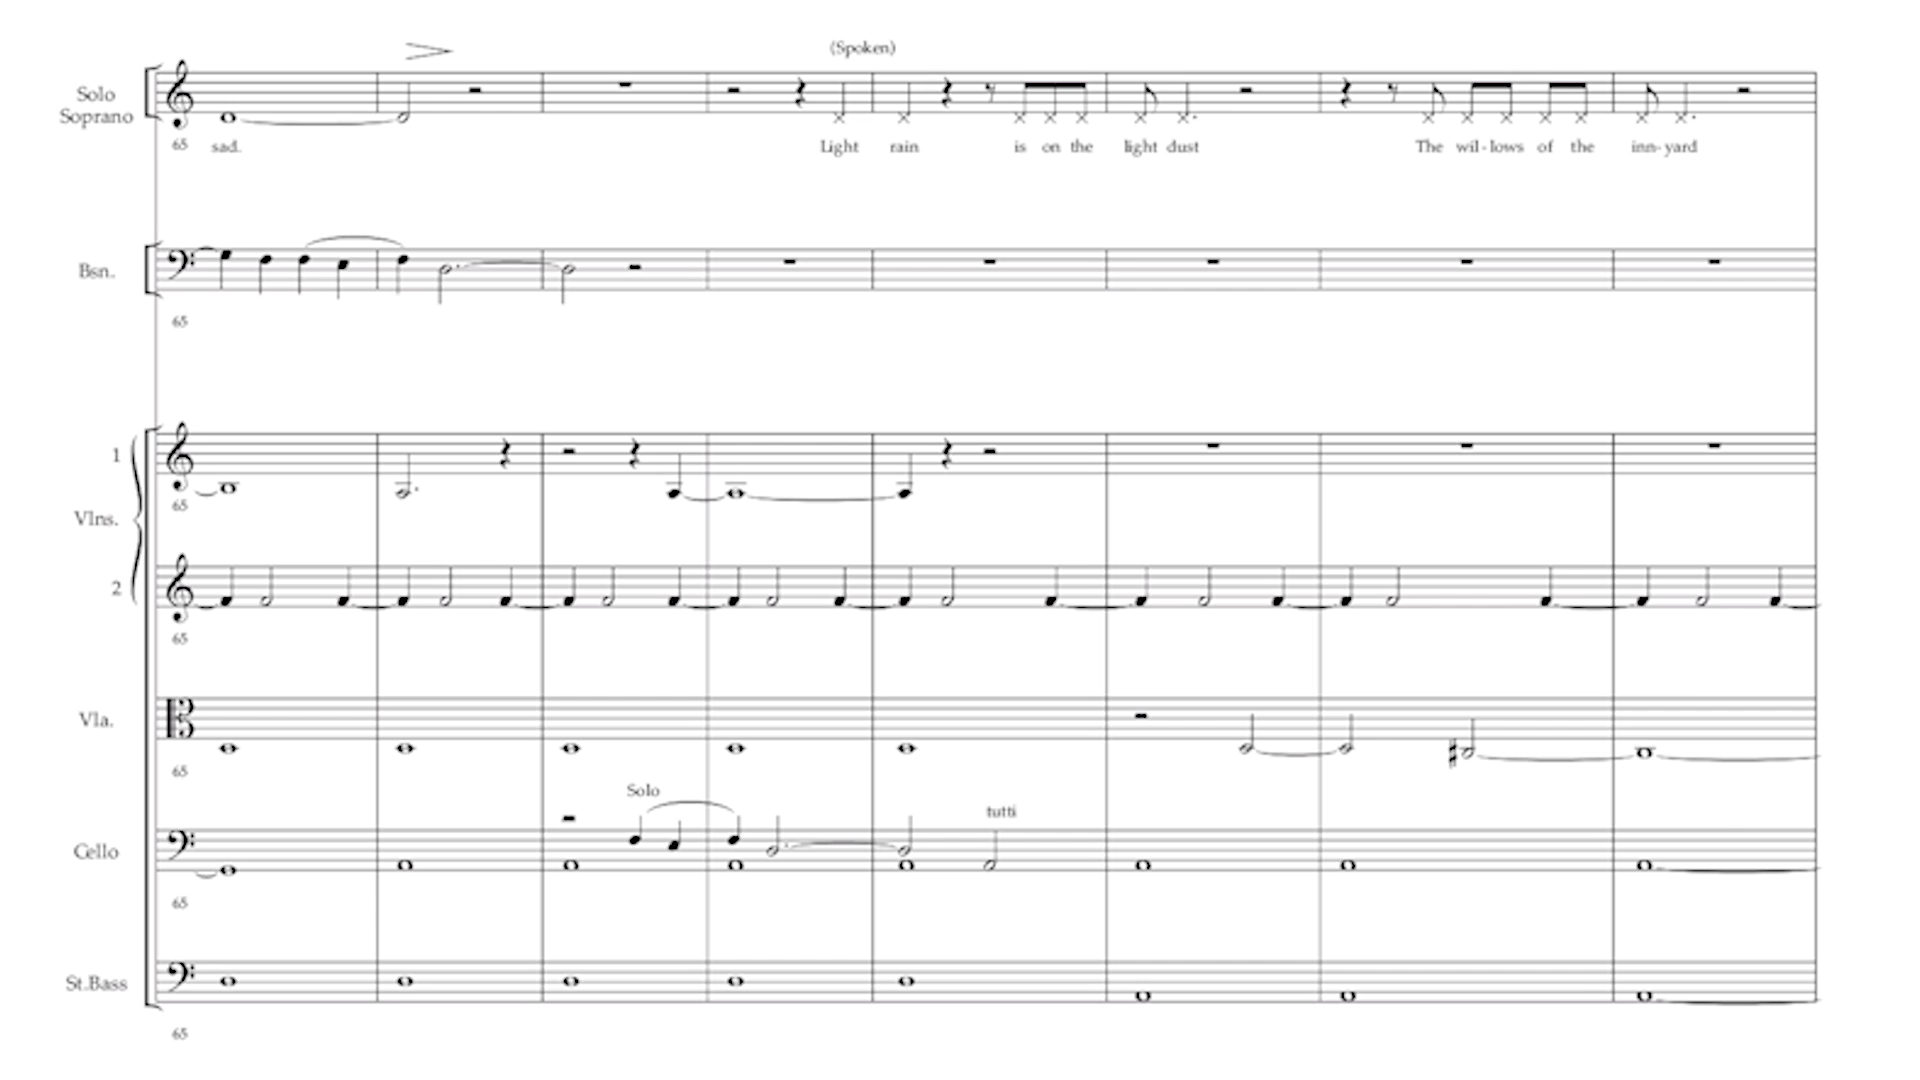 (Spoken)
Solo
Soprano
65 sad. Light rain is on the light dust The wil-lows of the inn-yard
Bsn.
65
1
65
Vlns.
2
65
Vla.
65
Solo
tutti
Cello
65
St.Bass
65